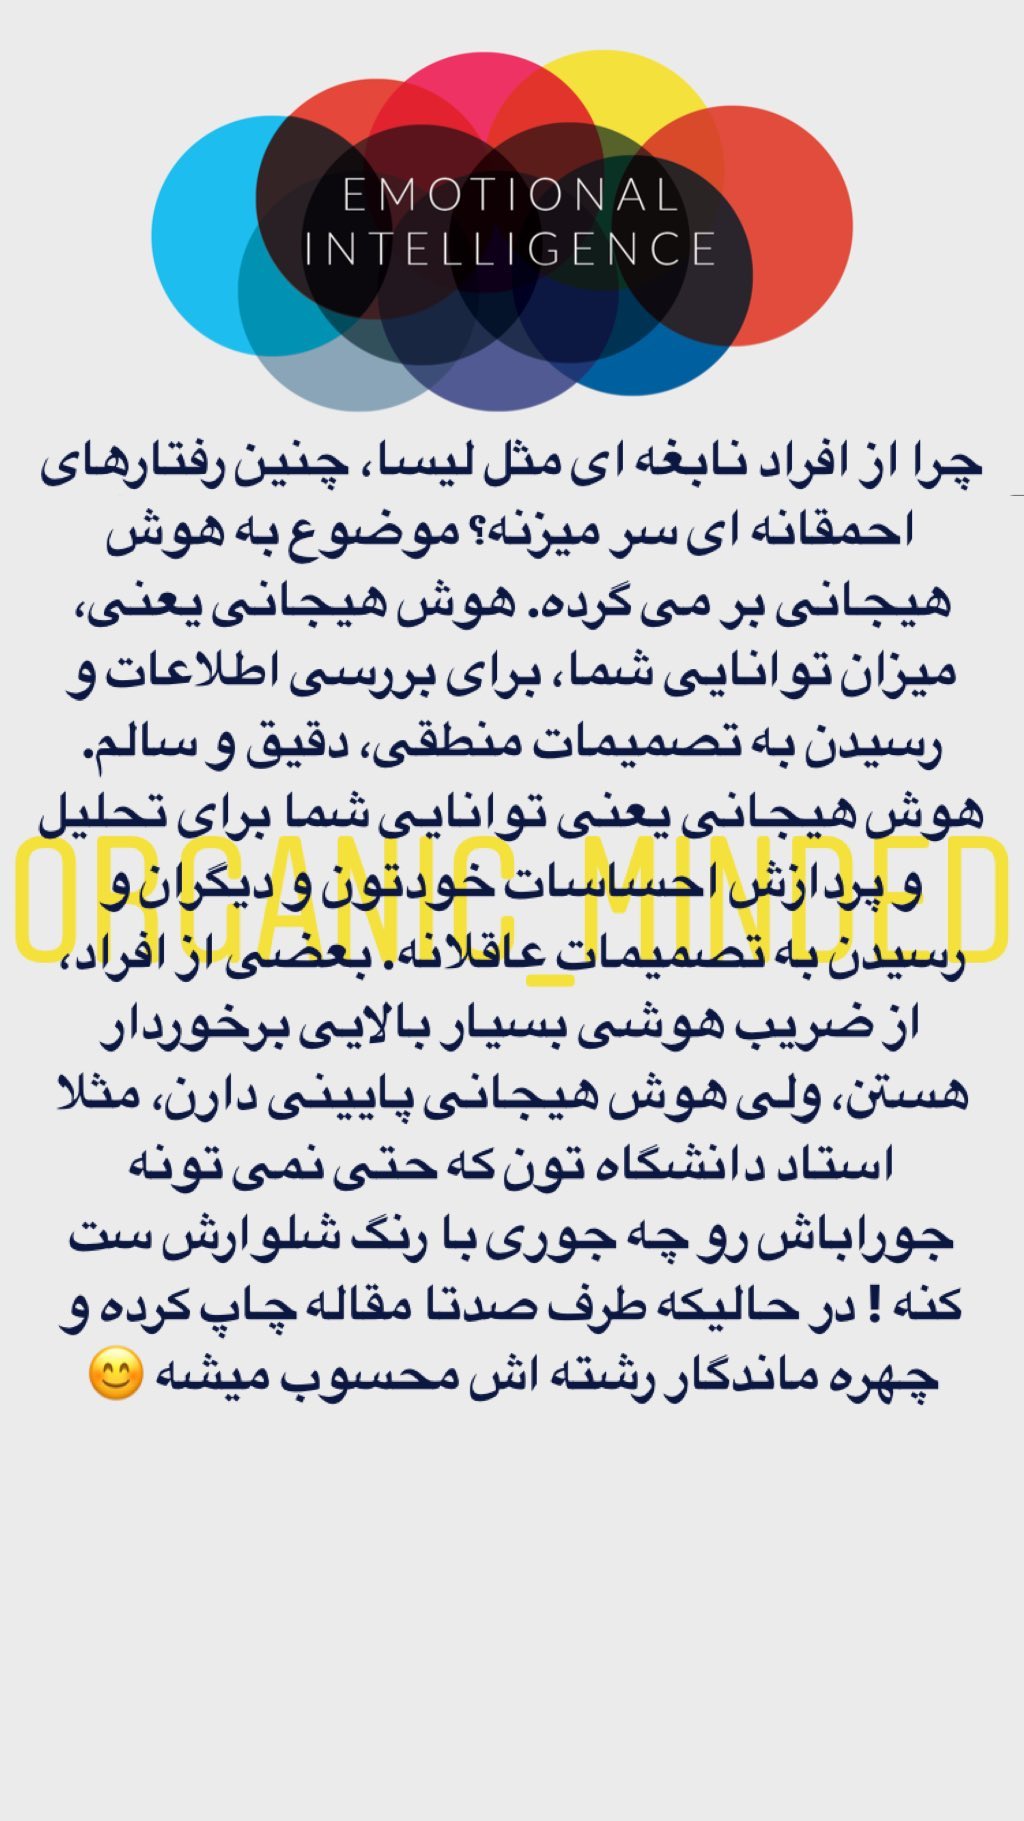 EMOTIONAL
INTELLIGENCE
چرا از افراد نابغه ای مثل لیسا، چنین رفتارهای
احمقانه ای سر میزنه؟ موضوع به هوش
هیجانی بر می گرده. هوش هیجانی یعنی،
میزان توانایی شما، برای بررسی اطلاعات و
رسیدن به تصمیمات منطقی، دقیق و سالم.
هوش هیجانی یعنی توانایی شما برای تحلیل
و پردازش احساسات خودتون و دیگران و
رسیدن به تصمیمات عاقلانه. بعضی از افراد،
ORGANIC_MINDED
از ضریب هوشی بسیار بالایی برخوردار
هستن، ولی هوش هیجانی پایینی دارن، مثلا
استاد دانشگاه تون که حتی نمی تونه
جوراباش رو چه جوری با رنگ شلوارش ست
کنه ! در حالیکه طرف صدتا مقاله چاپ کرده و
چهره ماندگار رشته اش محسوب میشه 😊